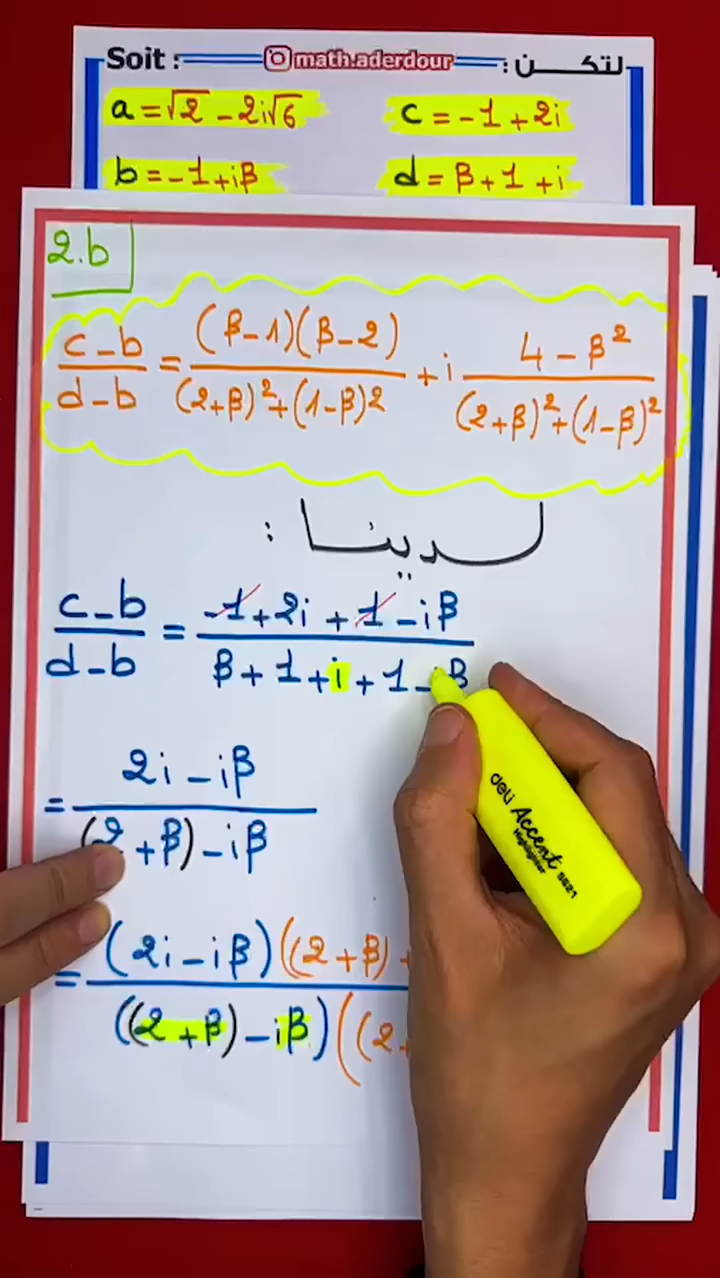 Soit : math.aderdour لتكن :
a = √2 - 2i√6 c = -1 + 2i
b = -1 + iβ d = β + 1 + i
2.b
(c - b)/(d - b) = ((β - 1)(β - 2))/((2 + β)² + (1 - β)²) + i (4 - β²)/((2 + β)² + (1 - β)²)
لدينا :
(c - b)/(d - b) = (-1 + 2i + 1 - iβ)/(β + 1 + i + 1 - iβ)
= (2i - iβ)/((2 + β) - iβ)
= (2i - iβ)((2 + β) +
((2 + β) - iβ)((2 +
deli Accent
Highlighter